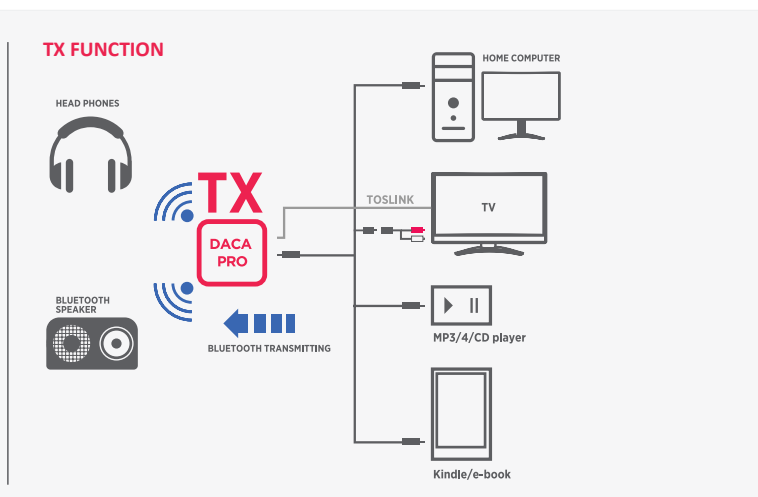 TX FUNCTION
HEAD PHONES
HOME COMPUTER
TX
TOSLINK
TV
DACA
PRO
BLUETOOTH
SPEAKER
BLUETOOTH TRANSMITTING
MP3/4/CD player
Kindle/e-book